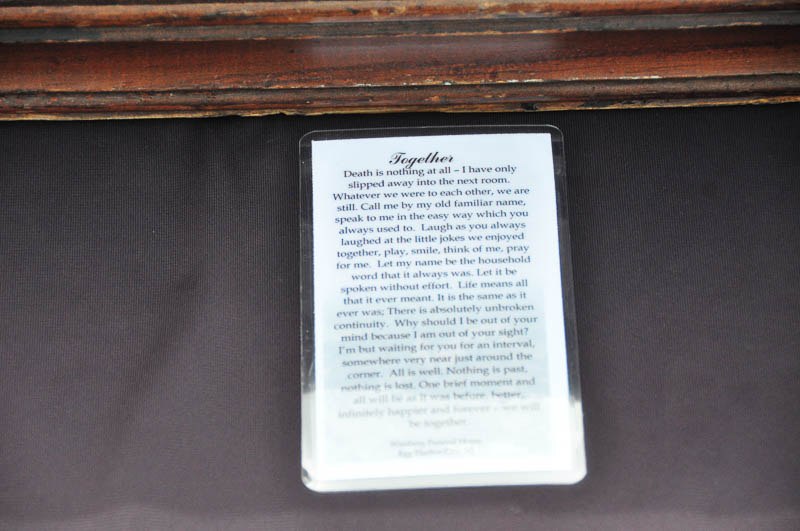 Together
Death is nothing at all – I have only
slipped away into the next room.
Whatever we were to each other, we are
still. Call me by my old familiar name,
speak to me in the easy way which you
always used to. Laugh as you always
laughed at the little jokes we enjoyed
together, play, smile, think of me, pray
for me. Let my name be the household
word that it always was. Let it be
spoken without effort. Life means all
that it ever meant. It is the same as it
ever was; There is absolutely unbroken
continuity. Why should I be out of your
mind because I am out of your sight?
I'm but waiting for you for an interval,
somewhere very near just around the
corner. All is well. Nothing is past,
nothing is lost. One brief moment and
all will be as it was before, better,
infinitely happier and forever – we will
be together.
Funeral Home
Egg Harbor City,